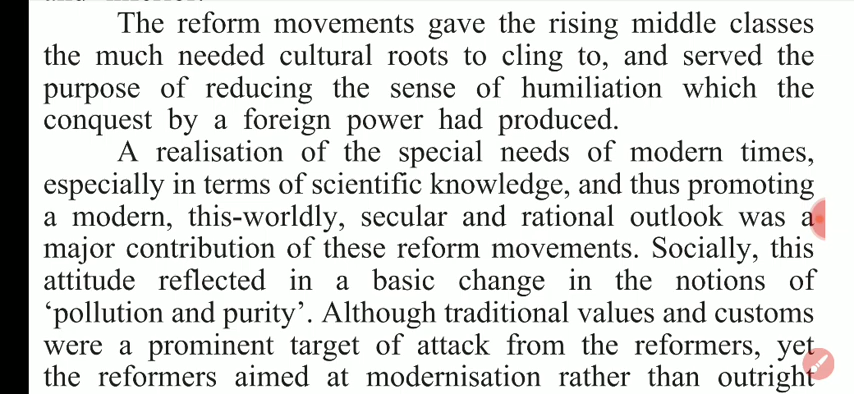 The reform movements gave the rising middle classes
the much needed cultural roots to cling to, and served the
purpose of reducing the sense of humiliation which the
conquest by a foreign power had produced.
A realisation of the special needs of modern times,
especially in terms of scientific knowledge, and thus promoting
a modern, this-worldly, secular and rational outlook was a
major contribution of these reform movements. Socially, this
attitude reflected in a basic change in the notions of
‘pollution and purity’. Although traditional values and customs
were a prominent target of attack from the reformers, yet
the reformers aimed at modernisation rather than outright